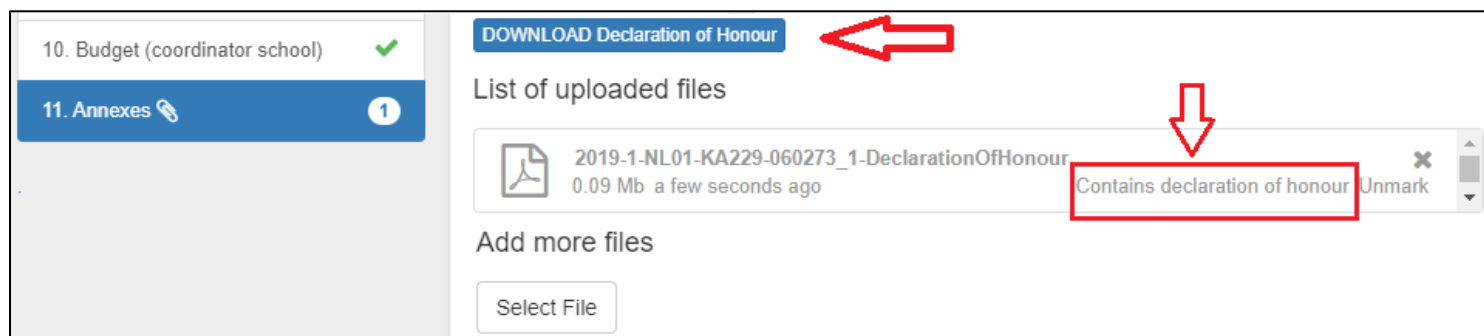 10. Budget (coordinator school)
11. Annexes
1
DOWNLOAD Declaration of Honour
List of uploaded files
2019-1-NL01-KA229-060273_1-DeclarationOfHonour
0.09 Mb a few seconds ago
Contains declaration of honour Unmark
Add more files
Select File